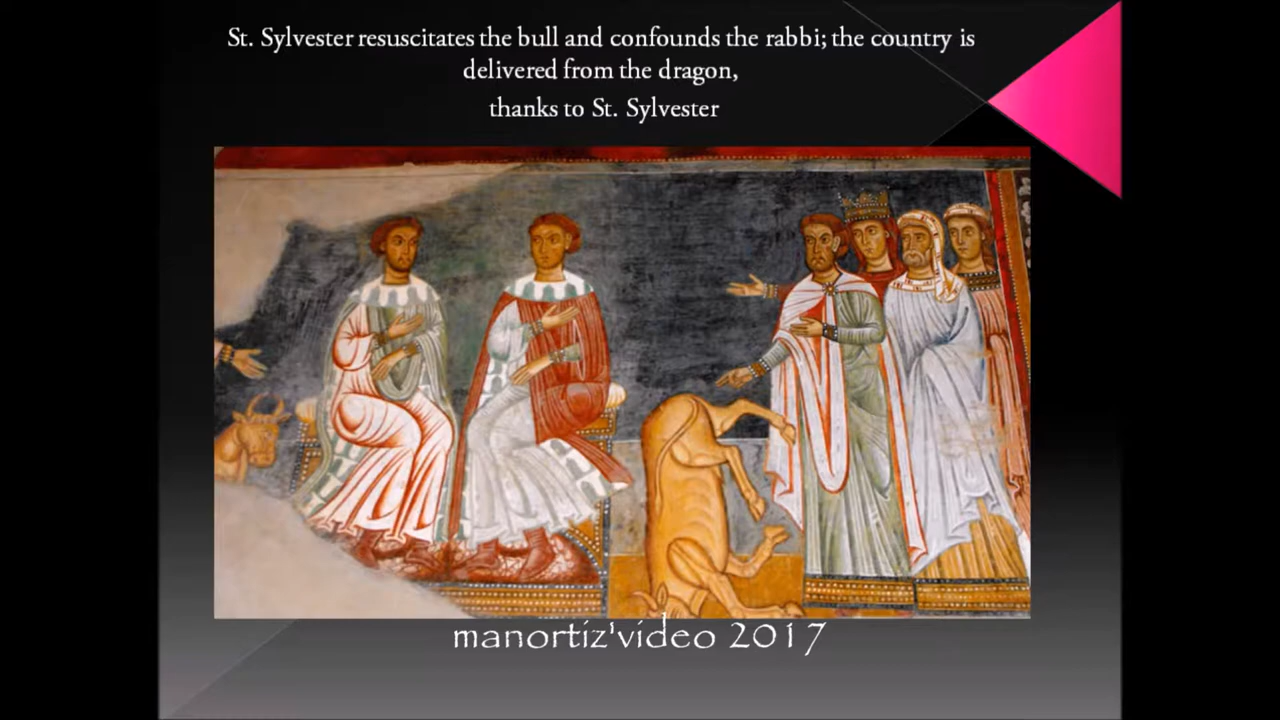 St. Sylvester resuscitates the bull and confounds the rabbi; the country is
delivered from the dragon,
thanks to St. Sylvester
manortiz'video 2017